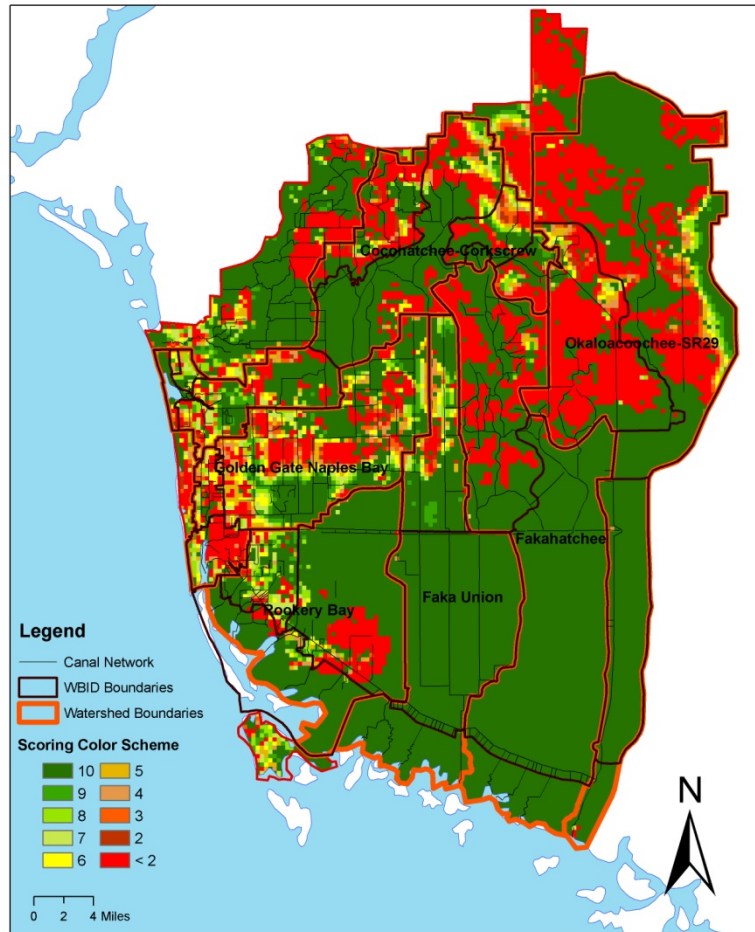 Cocohatchee-Corkscrew
Okaloacoochee-SR29
Golden Gate Naples Bay
Fakahatchee
Faka Union
Rookery Bay
Legend
Canal Network
WBID Boundaries
Watershed Boundaries
Scoring Color Scheme
10 5
9 4
8 3
7 2
6 < 2
0 2 4 Miles
N